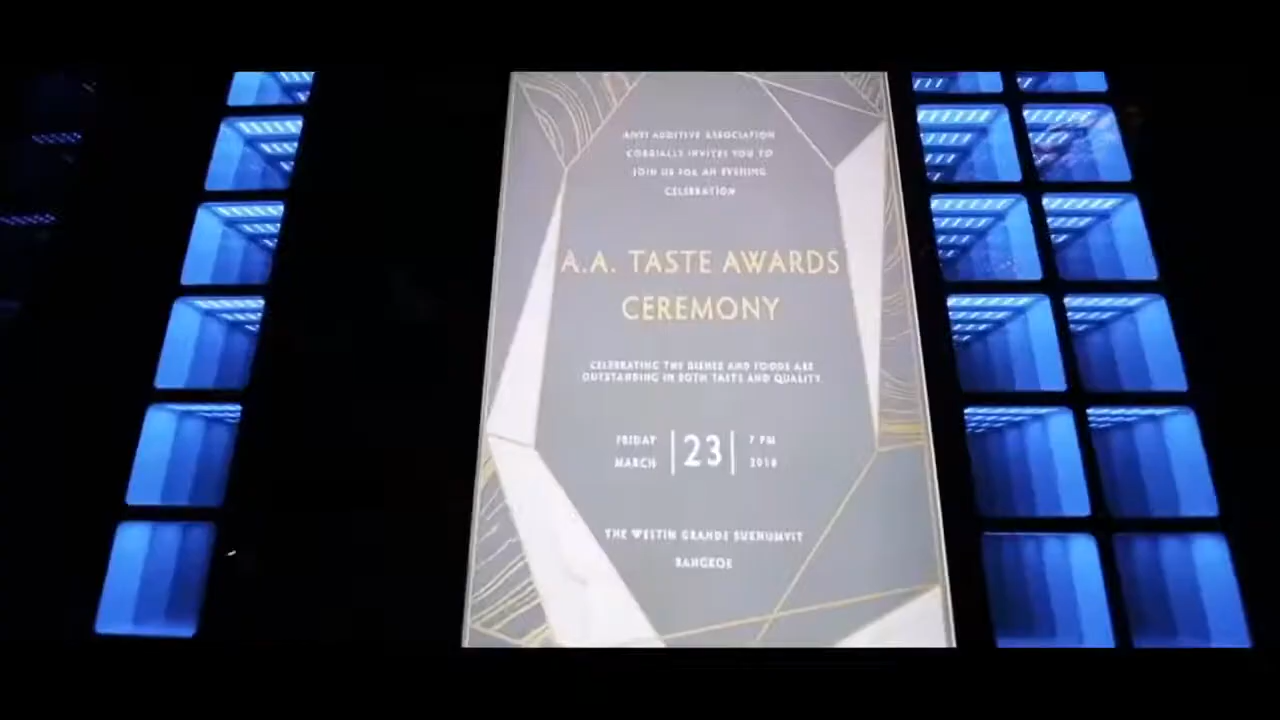 ANTI ADDITIVE ASSOCIATION
CORDIALLY INVITES YOU TO
JOIN US FOR AN EVENING
CELEBRATION
A.A. TASTE AWARDS
CEREMONY
CELEBRATING THE DISHES AND FOODS ARE
OUTSTANDING IN BOTH TASTE AND QUALITY
FRIDAY
MARCH
23
7 PM
2018
THE WESTIN GRANDE SUKHUMVIT
BANGKOK